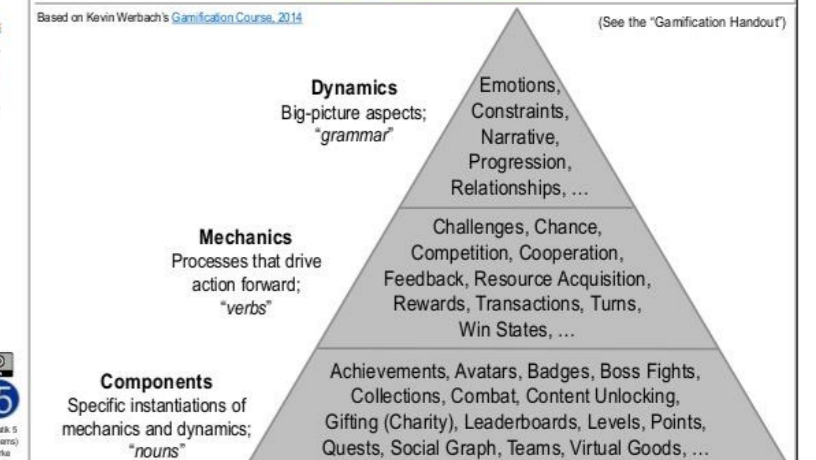 Based on Kevin Werbach's Gamification Course, 2014
(See the "Gamification Handout")
Dynamics
Big-picture aspects;
"grammar"
Emotions,
Constraints,
Narrative,
Progression,
Relationships, ...
Mechanics
Processes that drive
action forward;
"verbs"
Challenges, Chance,
Competition, Cooperation,
Feedback, Resource Acquisition,
Rewards, Transactions, Turns,
Win States, ...
Components
Specific instantiations of
mechanics and dynamics;
"nouns"
Achievements, Avatars, Badges, Boss Fights,
Collections, Combat, Content Unlocking,
Gifting (Charity), Leaderboards, Levels, Points,
Quests, Social Graph, Teams, Virtual Goods, ...
5